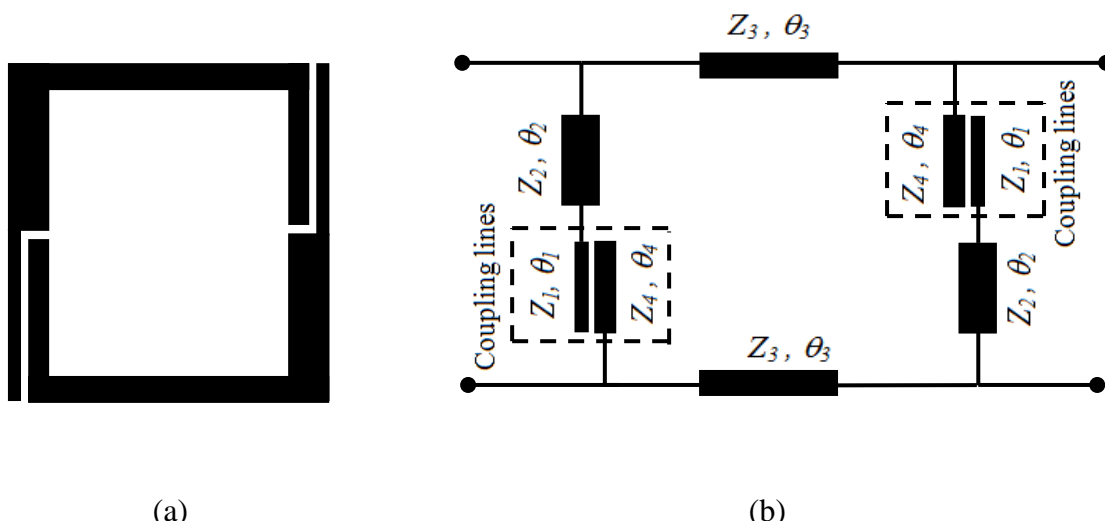 Z3 , θ3
Z2 , θ2
Coupling lines
Z1, θ1
Z4 , θ4
Z4 , θ4
Z1, θ1
Coupling lines
Z2 , θ2
Z3 , θ3
(a)
(b)